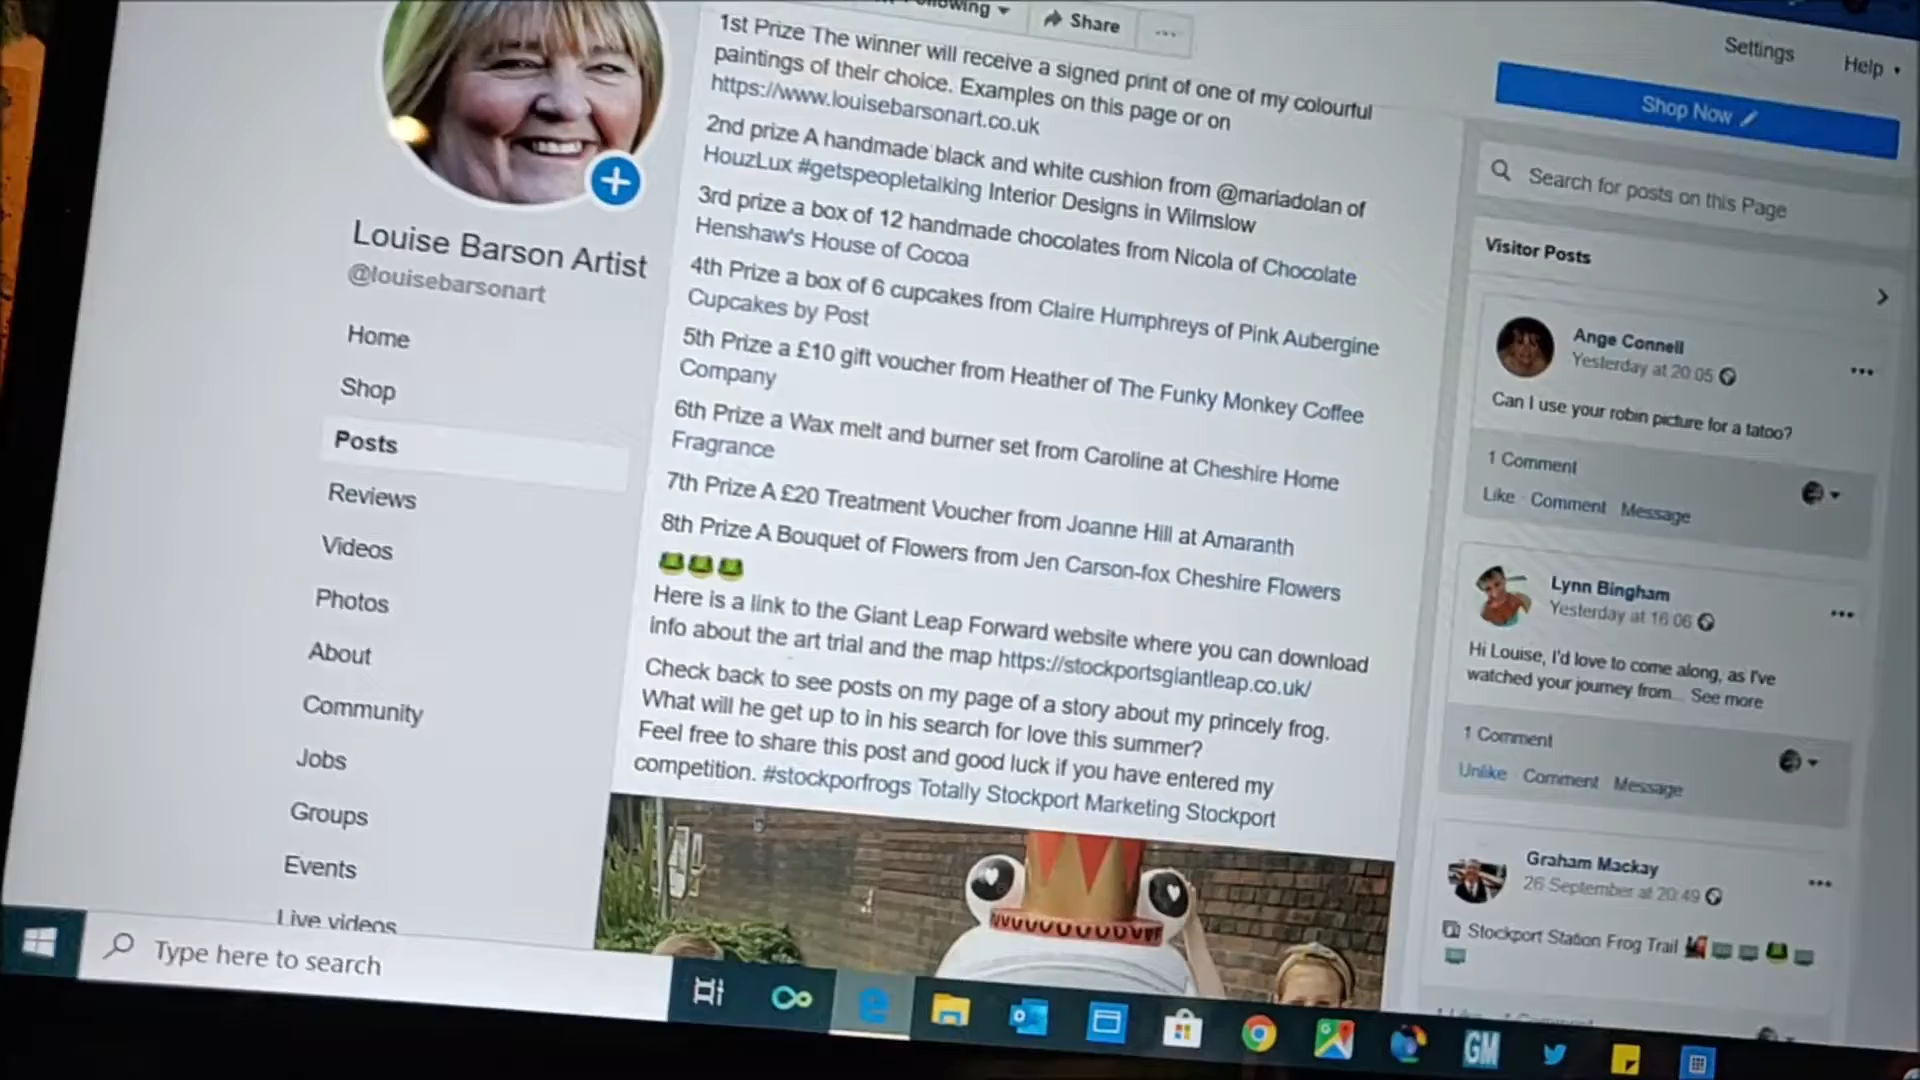 Share
Settings
Help
Shop Now
Search for posts on this Page
Louise Barson Artist
@louisebarsonart
Home
Shop
Posts
Reviews
Videos
Photos
About
Community
Jobs
Groups
Events
Live videos
1st Prize The winner will receive a signed print of one of my colourful
paintings of their choice. Examples on this page or on
https://www.louisebarsonart.co.uk
2nd prize A handmade black and white cushion from @mariadolan of
HouzLux #getspeopletalking Interior Designs in Wilmslow
3rd prize a box of 12 handmade chocolates from Nicola of Chocolate
Henshaw's House of Cocoa
4th Prize a box of 6 cupcakes from Claire Humphreys of Pink Aubergine
Cupcakes by Post
5th Prize a £10 gift voucher from Heather of The Funky Monkey Coffee
Company
6th Prize a Wax melt and burner set from Caroline at Cheshire Home
Fragrance
7th Prize A £20 Treatment Voucher from Joanne Hill at Amaranth
8th Prize A Bouquet of Flowers from Jen Carson-fox Cheshire Flowers
Here is a link to the Giant Leap Forward website where you can download
info about the art trial and the map https://stockportsgiantleap.co.uk/
Check back to see posts on my page of a story about my princely frog.
What will he get up to in his search for love this summer?
Feel free to share this post and good luck if you have entered my
competition. #stockporfrogs Totally Stockport Marketing Stockport
Visitor Posts
Ange Connell
Yesterday at 20:05
Can I use your robin picture for a tatoo?
1 Comment
Like · Comment Message
Lynn Bingham
Yesterday at 16:06
Hi Louise, I'd love to come along, as I've
watched your journey from... See more
1 Comment
Unlike · Comment Message
Graham Mackay
26 September at 20:49
Stockport Station Frog Trail
Type here to search
GM